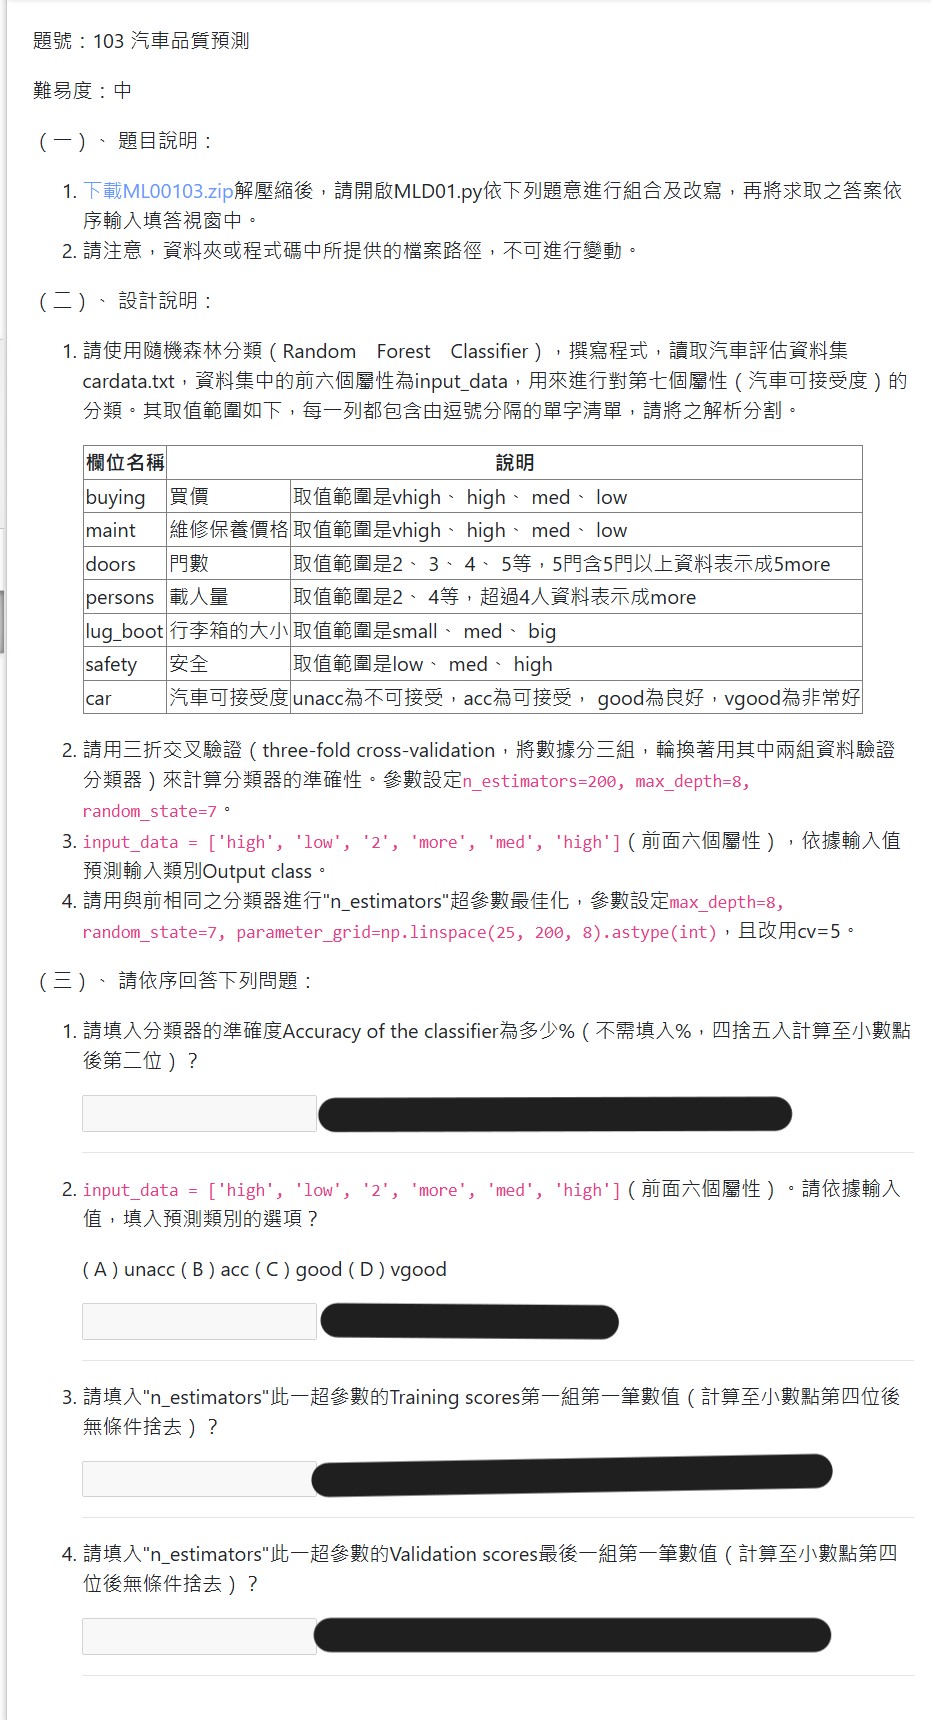 題號：103 汽車品質預測
難易度：中
（一）、 題目說明：
1. 下載ML00103.zip解壓縮後，請開啟MLD01.py依下列題意進行組合及改寫，再將求取之答案依
序輸入填答視窗中。
2. 請注意，資料夾或程式碼中所提供的檔案路徑，不可進行變動。
（二）、 設計說明：
1. 請使用隨機森林分類（Random　Forest　Classifier），撰寫程式，讀取汽車評估資料集
cardata.txt，資料集中的前六個屬性為input_data，用來進行對第七個屬性（汽車可接受度）的
分類。其取值範圍如下，每一列都包含由逗號分隔的單字清單，請將之解析分割。
欄位名稱 說明
buying 買價 取值範圍是vhigh、 high、 med、 low
maint 維修保養價格 取值範圍是vhigh、 high、 med、 low
doors 門數 取值範圍是2、 3、 4、 5等，5門含5門以上資料表示成5more
persons 載人量 取值範圍是2、 4等，超過4人資料表示成more
lug_boot 行李箱的大小 取值範圍是small、 med、 big
safety 安全 取值範圍是low、 med、 high
car 汽車可接受度 unacc為不可接受，acc為可接受， good為良好，vgood為非常好
2. 請用三折交叉驗證（three-fold cross-validation，將數據分三組，輪換著用其中兩組資料驗證
分類器）來計算分類器的準確性。參數設定n_estimators=200, max_depth=8,
random_state=7。
3. input_data = ['high', 'low', '2', 'more', 'med', 'high']（前面六個屬性），依據輸入值
預測輸入類別Output class。
4. 請用與前相同之分類器進行"n_estimators"超參數最佳化，參數設定max_depth=8,
random_state=7, parameter_grid=np.linspace(25, 200, 8).astype(int)，且改用cv=5。
（三）、 請依序回答下列問題：
1. 請填入分類器的準確度Accuracy of the classifier為多少%（不需填入%，四捨五入計算至小數點
後第二位）？
2. input_data = ['high', 'low', '2', 'more', 'med', 'high']（前面六個屬性）。請依據輸入
值，填入預測類別的選項？
( A ) unacc ( B ) acc ( C ) good ( D ) vgood
3. 請填入"n_estimators"此一超參數的Training scores第一組第一筆數值（計算至小數點第四位後
無條件捨去）？
4. 請填入"n_estimators"此一超參數的Validation scores最後一組第一筆數值（計算至小數點第四
位後無條件捨去）？